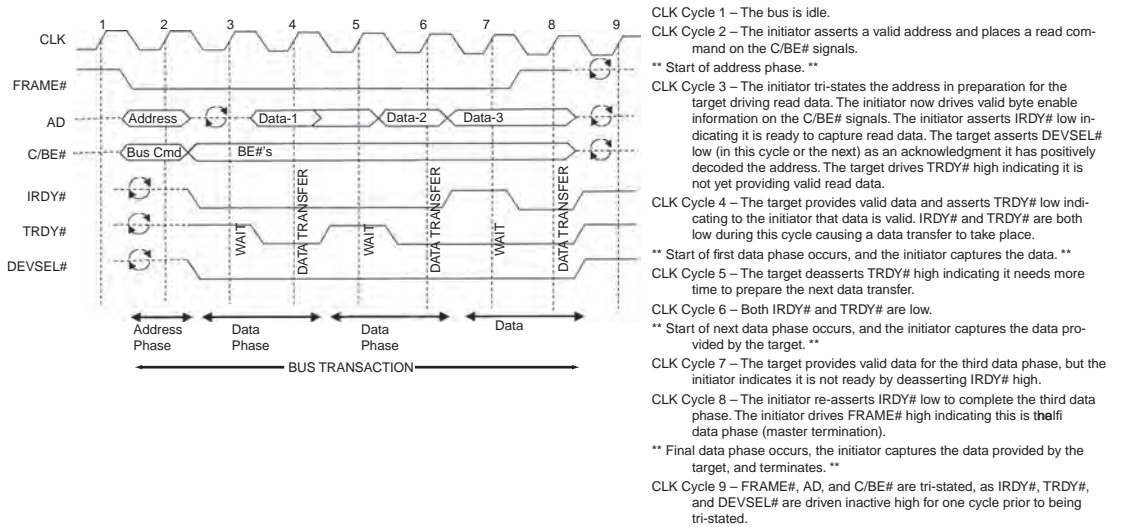 1 2 3 4 5 6 7 8 9
CLK
FRAME#
AD
Address
Data-1
Data-2
Data-3
C/BE#
Bus Cmd
BE#'s
IRDY#
TRDY#
DEVSEL#
WAIT
DATA TRANSFER
WAIT
DATA TRANSFER
WAIT
DATA TRANSFER
Address
Phase
Data
Phase
Data
Phase
Data
BUS TRANSACTION
CLK Cycle 1 – The bus is idle.
CLK Cycle 2 – The initiator asserts a valid address and places a read com-
mand on the C/BE# signals.
** Start of address phase. **
CLK Cycle 3 – The initiator tri-states the address in preparation for the
target driving read data. The initiator now drives valid byte enable
information on the C/BE# signals. The initiator asserts IRDY# low in-
dicating it is ready to capture read data. The target asserts DEVSEL#
low (in this cycle or the next) as an acknowledgment it has positively
decoded the address. The target drives TRDY# high indicating it is
not yet providing valid read data.
CLK Cycle 4 – The target provides valid data and asserts TRDY# low indi-
cating to the initiator that data is valid. IRDY# and TRDY# are both
low during this cycle causing a data transfer to take place.
** Start of first data phase occurs, and the initiator captures the data. **
CLK Cycle 5 – The target deasserts TRDY# high indicating it needs more
time to prepare the next data transfer.
CLK Cycle 6 – Both IRDY# and TRDY# are low.
** Start of next data phase occurs, and the initiator captures the data pro-
vided by the target. **
CLK Cycle 7 – The target provides valid data for the third data phase, but the
initiator indicates it is not ready by deasserting IRDY# high.
CLK Cycle 8 – The initiator re-asserts IRDY# low to complete the third data
phase. The initiator drives FRAME# high indicating this is
data phase (master termination).
** Final data phase occurs, the initiator captures the data provided by the
target, and terminates. **
CLK Cycle 9 – FRAME#, AD, and C/BE# are tri-stated, as IRDY#, TRDY#,
and DEVSEL# are driven inactive high for one cycle prior to being
tri-stated.